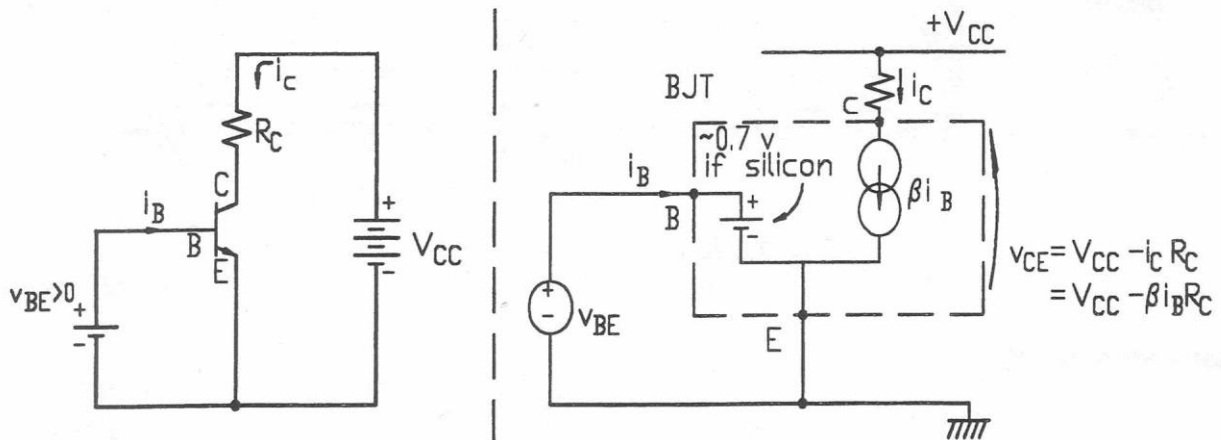 i_c
R_C
C
i_B
B
E
v_BE>0
+
-
+
-
V_CC
+V_CC
BJT
C
i_C
~0.7 v
if silicon
i_B
B
+
-
βi_B
+
-
v_BE
E
v_CE = V_CC - i_C R_C
= V_CC - βi_B R_C